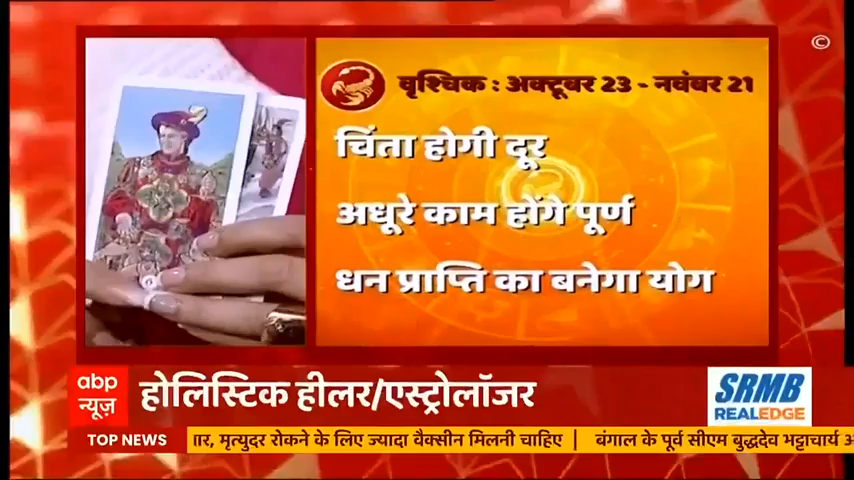 ©
वृश्चिक : अक्टूबर 23 - नवंबर 21
चिंता होगी दूर
अधूरे काम होंगे पूर्ण
धन प्राप्ति का बनेगा योग
abp
न्यूज़
होलिस्टिक हीलर/एस्ट्रोलॉजर
SRMB
REALEDGE
TOP NEWS
मृत्युदर रोकने के लिए ज्यादा वैक्सीन मिलनी चाहिए | बंगाल के पूर्व सीएम बुद्धदेव भट्टाचार्य